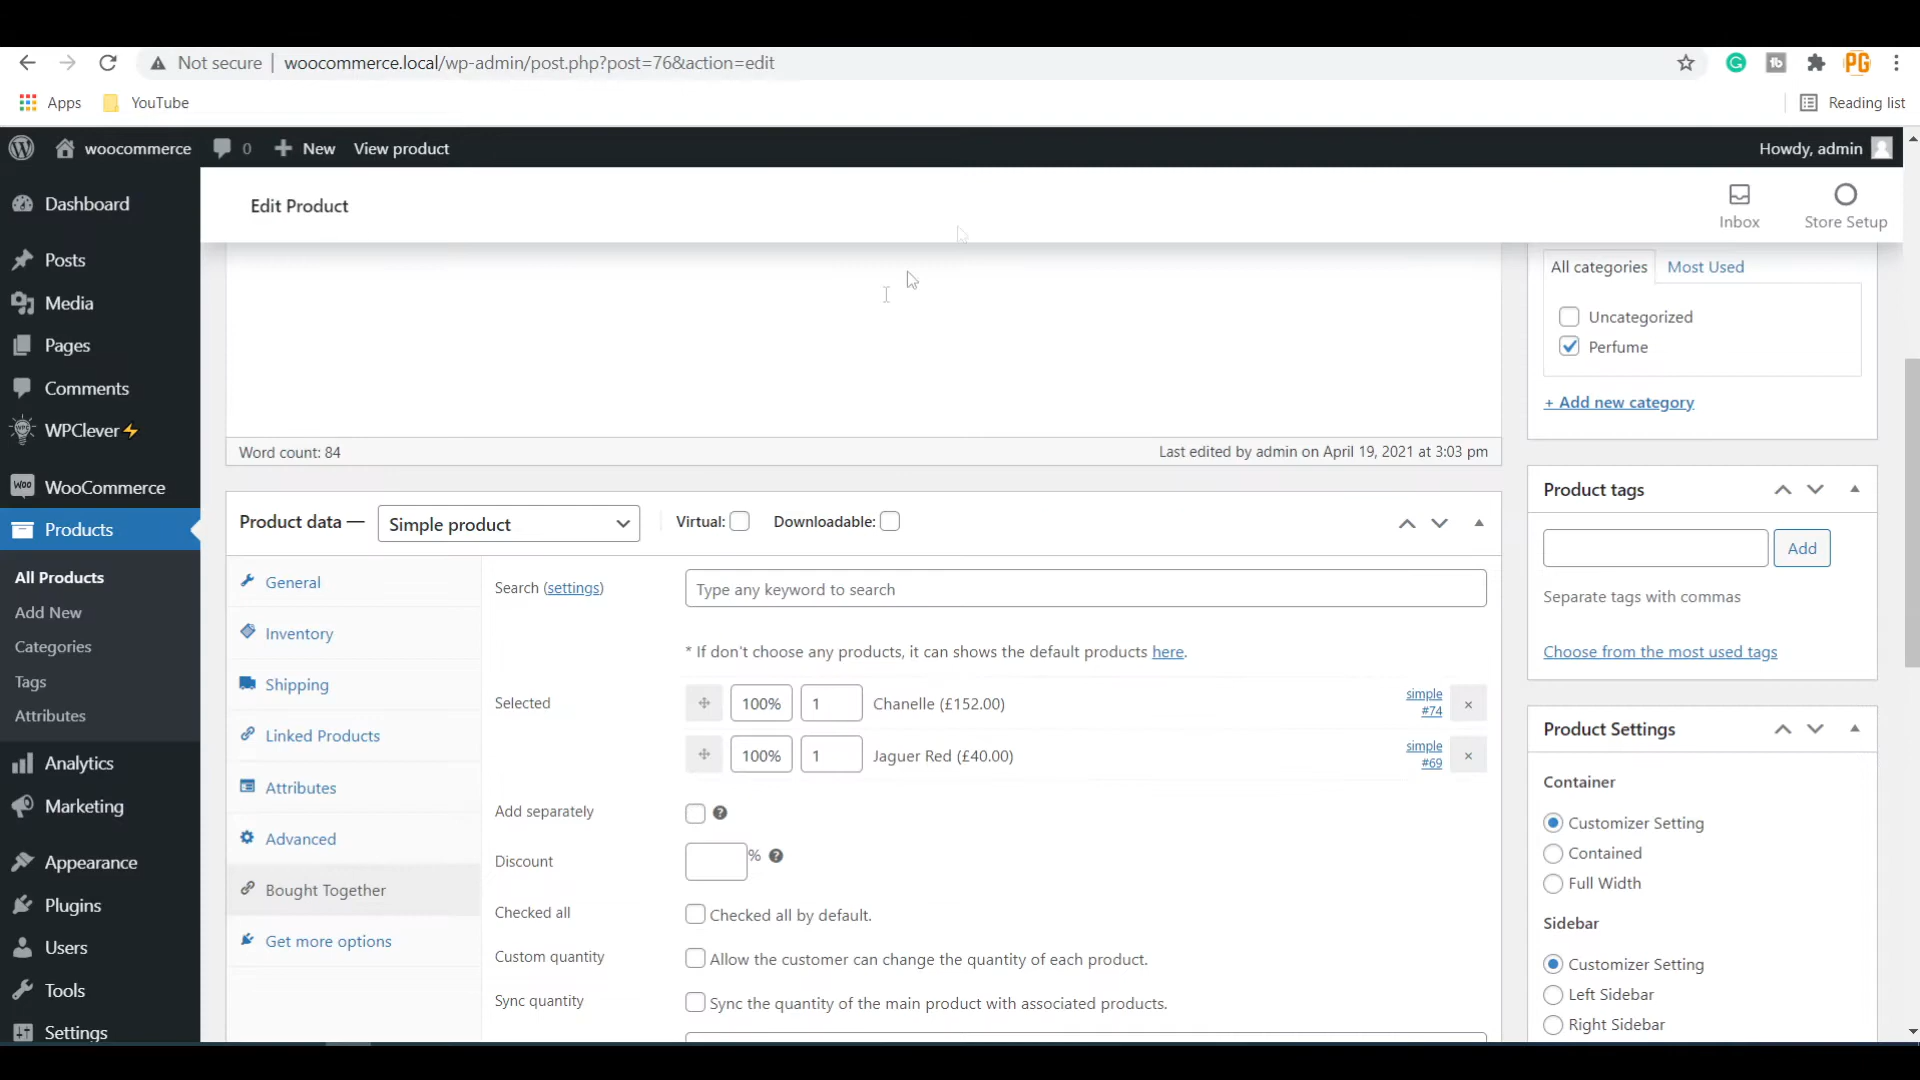 Not secure | woocommerce.local/wp-admin/post.php?post=76&action=edit
PG
Apps YouTube Reading list
woocommerce 0 New View product Howdy, admin
Dashboard
Posts
Media
Pages
Comments
WPClever
WooCommerce
Products
All Products
Add New
Categories
Tags
Attributes
Analytics
Marketing
Appearance
Plugins
Users
Tools
Settings
Edit Product
Inbox
Store Setup
Word count: 84
Last edited by admin on April 19, 2021 at 3:03 pm
Product data — Simple product Virtual: Downloadable:
General
Inventory
Shipping
Linked Products
Attributes
Advanced
Bought Together
Get more options
Search (settings) Type any keyword to search
* If don't choose any products, it can shows the default products here.
Selected 100% 1 Chanelle (£152.00) simple
#74 ×
100% 1 Jaguer Red (£40.00) simple
#69 ×
Add separately
Discount %
Checked all Checked all by default.
Custom quantity Allow the customer can change the quantity of each product.
Sync quantity Sync the quantity of the main product with associated products.
All categories Most Used
Uncategorized
Perfume
+ Add new category
Product tags
Add
Separate tags with commas
Choose from the most used tags
Product Settings
Container
Customizer Setting
Contained
Full Width
Sidebar
Customizer Setting
Left Sidebar
Right Sidebar